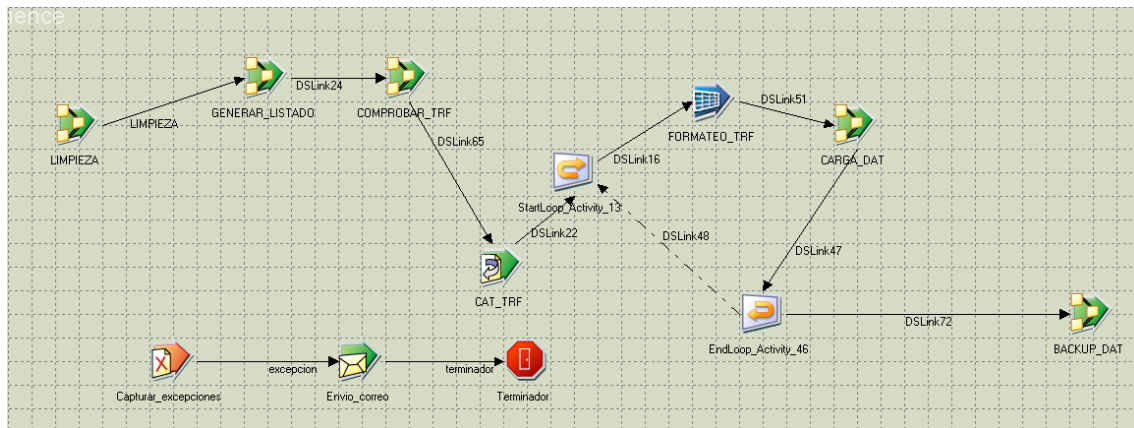 DSLink24
GENERAR_LISTADO
COMPROBAR_TRF
LIMPIEZA
LIMPIEZA
DSLink65
DSLink51
FORMATEO_TRF
CARGA_DAT
DSLink16
StartLoop_Activity_13
DSLink22
DSLink48
DSLink47
CAT_TRF
DSLink72
EndLoop_Activity_46
BACKUP_DAT
excepcion
terminador
Capturar_excepciones
Envio_correo
Terminador